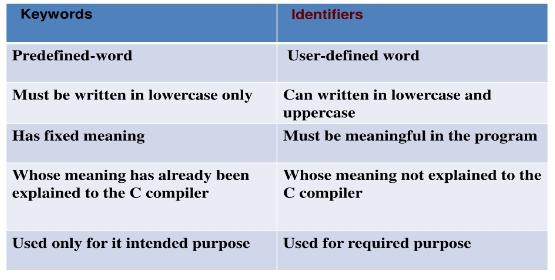 Keywords
Identifiers
Predefined-word
User-defined word
Must be written in lowercase only
Can written in lowercase and
uppercase
Has fixed meaning
Must be meaningful in the program
Whose meaning has already been
explained to the C compiler
Whose meaning not explained to the
C compiler
Used only for it intended purpose
Used for required purpose